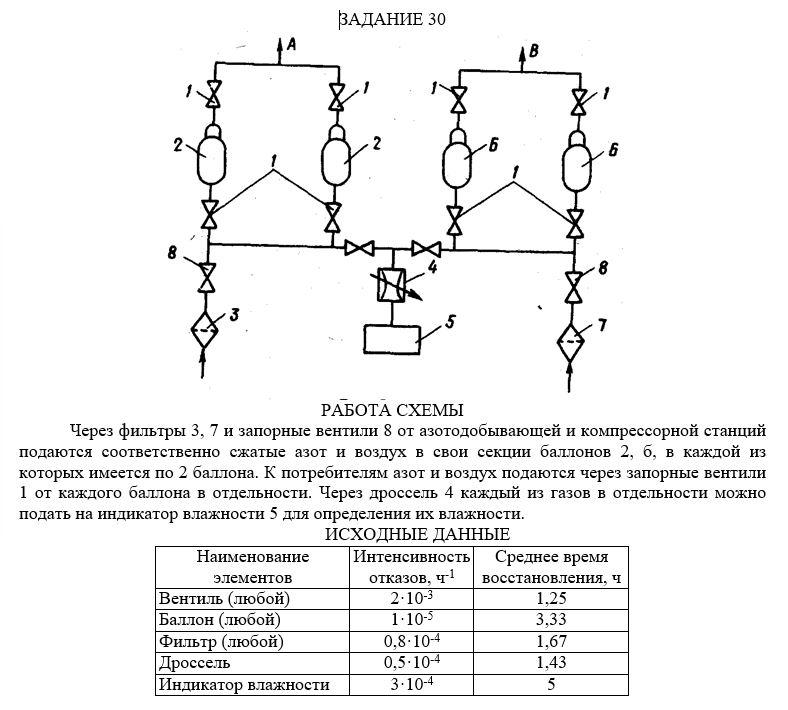 ЗАДАНИЕ 30
A
B
1
1
1
1
2
2
1
6
1
6
8
4
8
3
5
7
РАБОТА СХЕМЫ
Через фильтры 3, 7 и запорные вентили 8 от азотодобывающей и компрессорной станций
подаются соответственно сжатые азот и воздух в свои секции баллонов 2, б, в каждой из
которых имеется по 2 баллона. К потребителям азот и воздух подаются через запорные вентили
1 от каждого баллона в отдельности. Через дроссель 4 каждый из газов в отдельности можно
подать на индикатор влажности 5 для определения их влажности.
ИСХОДНЫЕ ДАННЫЕ
Наименование элементов Интенсивность отказов, ч-1 Среднее время восстановления, ч
Вентиль (любой) 2·10-3 1,25
Баллон (любой) 1·10-5 3,33
Фильтр (любой) 0,8·10-4 1,67
Дроссель 0,5·10-4 1,43
Индикатор влажности 3·10-4 5